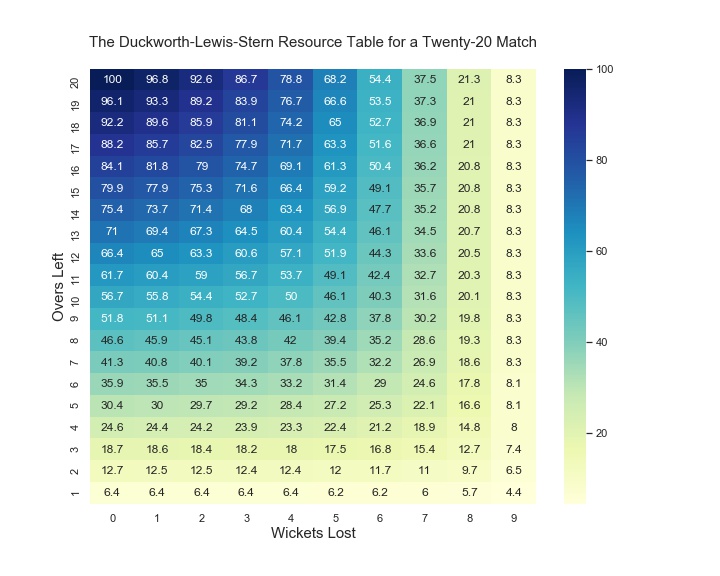 The Duckworth-Lewis-Stern Resource Table for a Twenty-20 Match
20 100 96.8 92.6 86.7 78.8 68.2 54.4 37.5 21.3 8.3
19 96.1 93.3 89.2 83.9 76.7 66.6 53.5 37.3 21 8.3
18 92.2 89.6 85.9 81.1 74.2 65 52.7 36.9 21 8.3
17 88.2 85.7 82.5 77.9 71.7 63.3 51.6 36.6 21 8.3
16 84.1 81.8 79 74.7 69.1 61.3 50.4 36.2 20.8 8.3
15 79.9 77.9 75.3 71.6 66.4 59.2 49.1 35.7 20.8 8.3
14 75.4 73.7 71.4 68 63.4 56.9 47.7 35.2 20.8 8.3
13 71 69.4 67.3 64.5 60.4 54.4 46.1 34.5 20.7 8.3
12 66.4 65 63.3 60.6 57.1 51.9 44.3 33.6 20.5 8.3
11 61.7 60.4 59 56.7 53.7 49.1 42.4 32.7 20.3 8.3
10 56.7 55.8 54.4 52.7 50 46.1 40.3 31.6 20.1 8.3
9 51.8 51.1 49.8 48.4 46.1 42.8 37.8 30.2 19.8 8.3
8 46.6 45.9 45.1 43.8 42 39.4 35.2 28.6 19.3 8.3
7 41.3 40.8 40.1 39.2 37.8 35.5 32.2 26.9 18.6 8.3
6 35.9 35.5 35 34.3 33.2 31.4 29 24.6 17.8 8.1
5 30.4 30 29.7 29.2 28.4 27.2 25.3 22.1 16.6 8.1
4 24.6 24.4 24.2 23.9 23.3 22.4 21.2 18.9 14.8 8
3 18.7 18.6 18.4 18.2 18 17.5 16.8 15.4 12.7 7.4
2 12.7 12.5 12.5 12.4 12.4 12 11.7 11 9.7 6.5
1 6.4 6.4 6.4 6.4 6.4 6.2 6.2 6 5.7 4.4
0 1 2 3 4 5 6 7 8 9
Wickets Lost
Overs Left
100
80
60
40
20